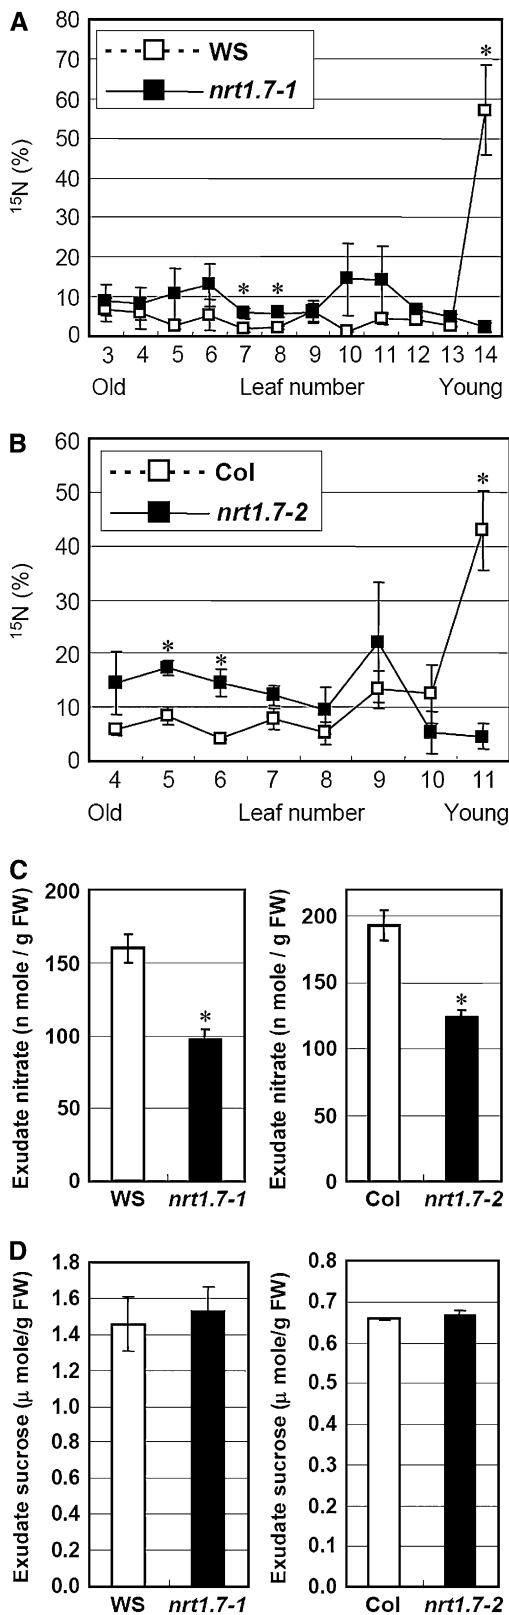 A
80
70
60
50
40
30
20
10
0
¹⁵N (%)
WS
nrt1.7-1
*
* *
3 4 5 6 7 8 9 10 11 12 13 14
Old Leaf number Young
B
60
50
40
30
20
10
0
¹⁵N (%)
Col
nrt1.7-2
*
* *
4 5 6 7 8 9 10 11
Old Leaf number Young
C
200
150
100
50
0
Exudate nitrate (n mole / g FW)
*
WS nrt1.7-1
200
150
100
50
0
Exudate nitrate (n mole / g FW)
*
Col nrt1.7-2
D
1.8
1.6
1.4
1.2
1.0
0.8
0.6
0.4
0.2
0.0
Exudate sucrose (μ mole/g FW)
WS nrt1.7-1
0.8
0.7
0.6
0.5
0.4
0.3
0.2
0.1
0.0
Exudate sucrose (μ mole/g FW)
Col nrt1.7-2